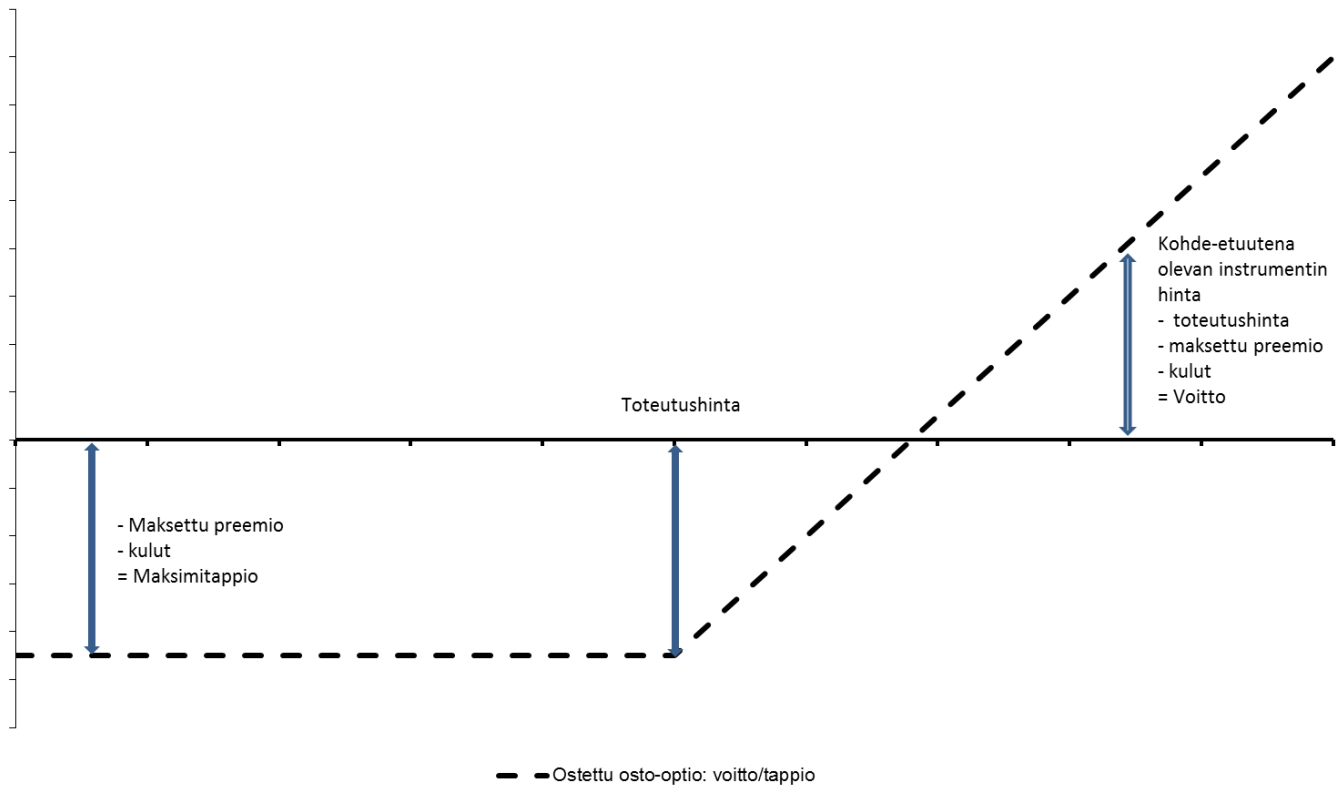 Toteutushinta
- Maksettu preemio
- kulut
= Maksimitappio
Kohde-etuutena
olevan instrumentin
hinta
- toteutushinta
- maksettu preemio
- kulut
= Voitto
Ostettu osto-optio: voitto/tappio